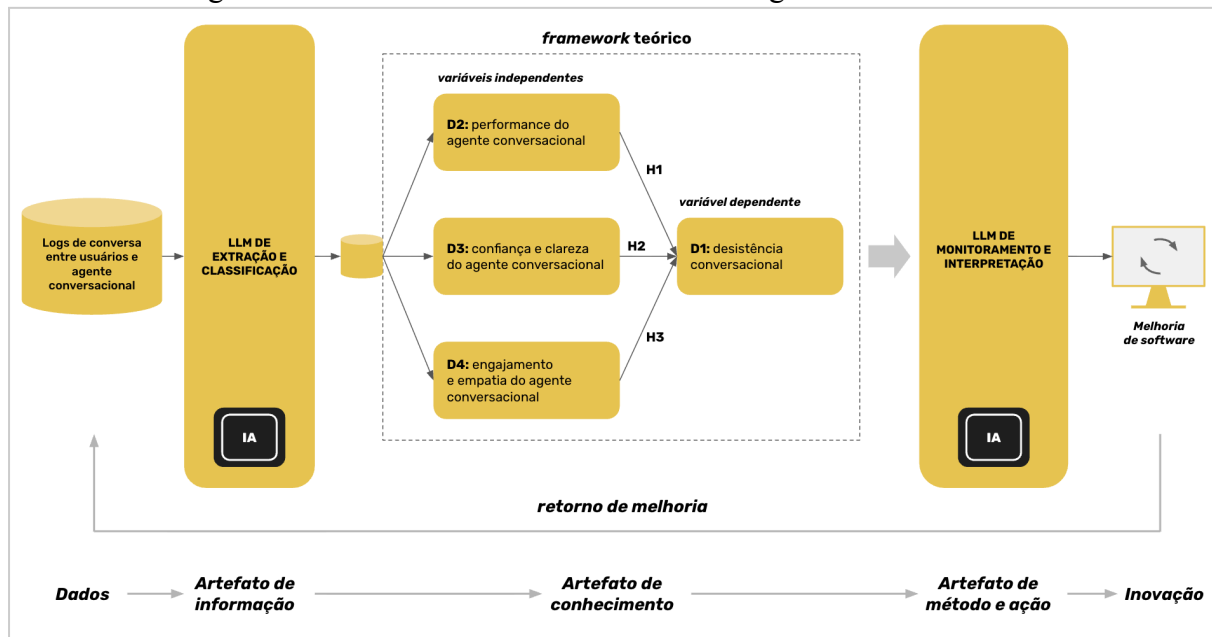 framework teórico
variáveis independentes
D2: performance do
agente conversacional
H1
variável dependente
Logs de conversa
entre usuários e
agente
conversacional
LLM DE
EXTRAÇÃO E
CLASSIFICAÇÃO
D3: confiança e clareza
do agente conversacional
H2
D1: desistência
conversacional
LLM DE
MONITORAMENTO E
INTERPRETAÇÃO
Melhoria
de software
H3
D4: engajamento
e empatia do agente
conversacional
IA
IA
retorno de melhoria
Dados
Artefato de
informação
Artefato de
conhecimento
Artefato de
método e ação
Inovação